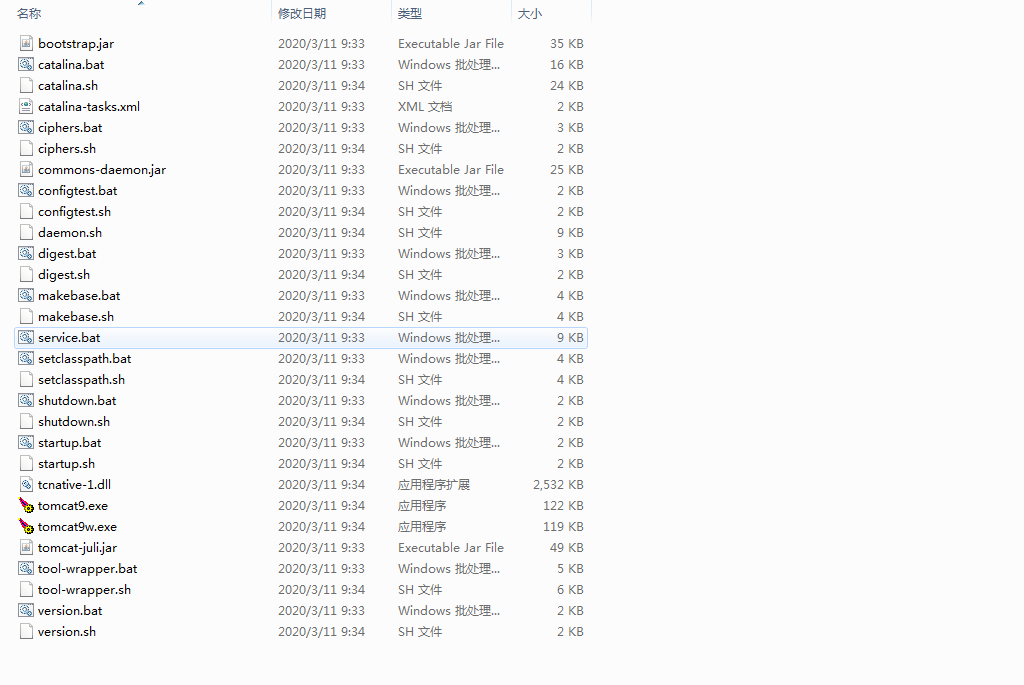 名称 修改日期 类型 大小
bootstrap.jar 2020/3/11 9:33 Executable Jar File 35 KB
catalina.bat 2020/3/11 9:33 Windows 批处理... 16 KB
catalina.sh 2020/3/11 9:34 SH 文件 24 KB
catalina-tasks.xml 2020/3/11 9:33 XML 文档 2 KB
ciphers.bat 2020/3/11 9:33 Windows 批处理... 3 KB
ciphers.sh 2020/3/11 9:34 SH 文件 2 KB
commons-daemon.jar 2020/3/11 9:33 Executable Jar File 25 KB
configtest.bat 2020/3/11 9:33 Windows 批处理... 2 KB
configtest.sh 2020/3/11 9:34 SH 文件 2 KB
daemon.sh 2020/3/11 9:34 SH 文件 9 KB
digest.bat 2020/3/11 9:33 Windows 批处理... 3 KB
digest.sh 2020/3/11 9:34 SH 文件 2 KB
makebase.bat 2020/3/11 9:33 Windows 批处理... 4 KB
makebase.sh 2020/3/11 9:34 SH 文件 4 KB
service.bat 2020/3/11 9:33 Windows 批处理... 9 KB
setclasspath.bat 2020/3/11 9:33 Windows 批处理... 4 KB
setclasspath.sh 2020/3/11 9:34 SH 文件 4 KB
shutdown.bat 2020/3/11 9:33 Windows 批处理... 2 KB
shutdown.sh 2020/3/11 9:34 SH 文件 2 KB
startup.bat 2020/3/11 9:33 Windows 批处理... 2 KB
startup.sh 2020/3/11 9:34 SH 文件 2 KB
tcnative-1.dll 2020/3/11 9:34 应用程序扩展 2,532 KB
tomcat9.exe 2020/3/11 9:34 应用程序 122 KB
tomcat9w.exe 2020/3/11 9:34 应用程序 119 KB
tomcat-juli.jar 2020/3/11 9:33 Executable Jar File 49 KB
tool-wrapper.bat 2020/3/11 9:33 Windows 批处理... 5 KB
tool-wrapper.sh 2020/3/11 9:34 SH 文件 6 KB
version.bat 2020/3/11 9:33 Windows 批处理... 2 KB
version.sh 2020/3/11 9:34 SH 文件 2 KB